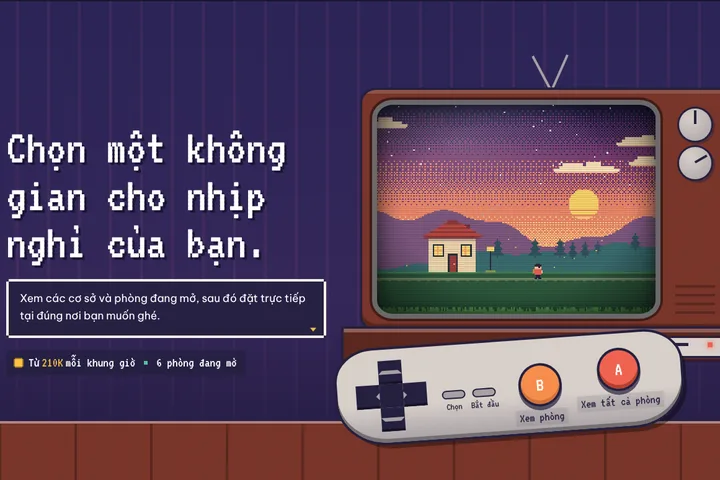 Chọn một không
gian cho nhịp
nghỉ của bạn.
Xem các cơ sở và phòng đang mở, sau đó đặt trực tiếp
tại đúng nơi bạn muốn ghé.
Từ 210K mỗi khung giờ
6 phòng đang mở
Chọn
Bắt đầu
B
Xem phòng
A
Xem tất cả phòng